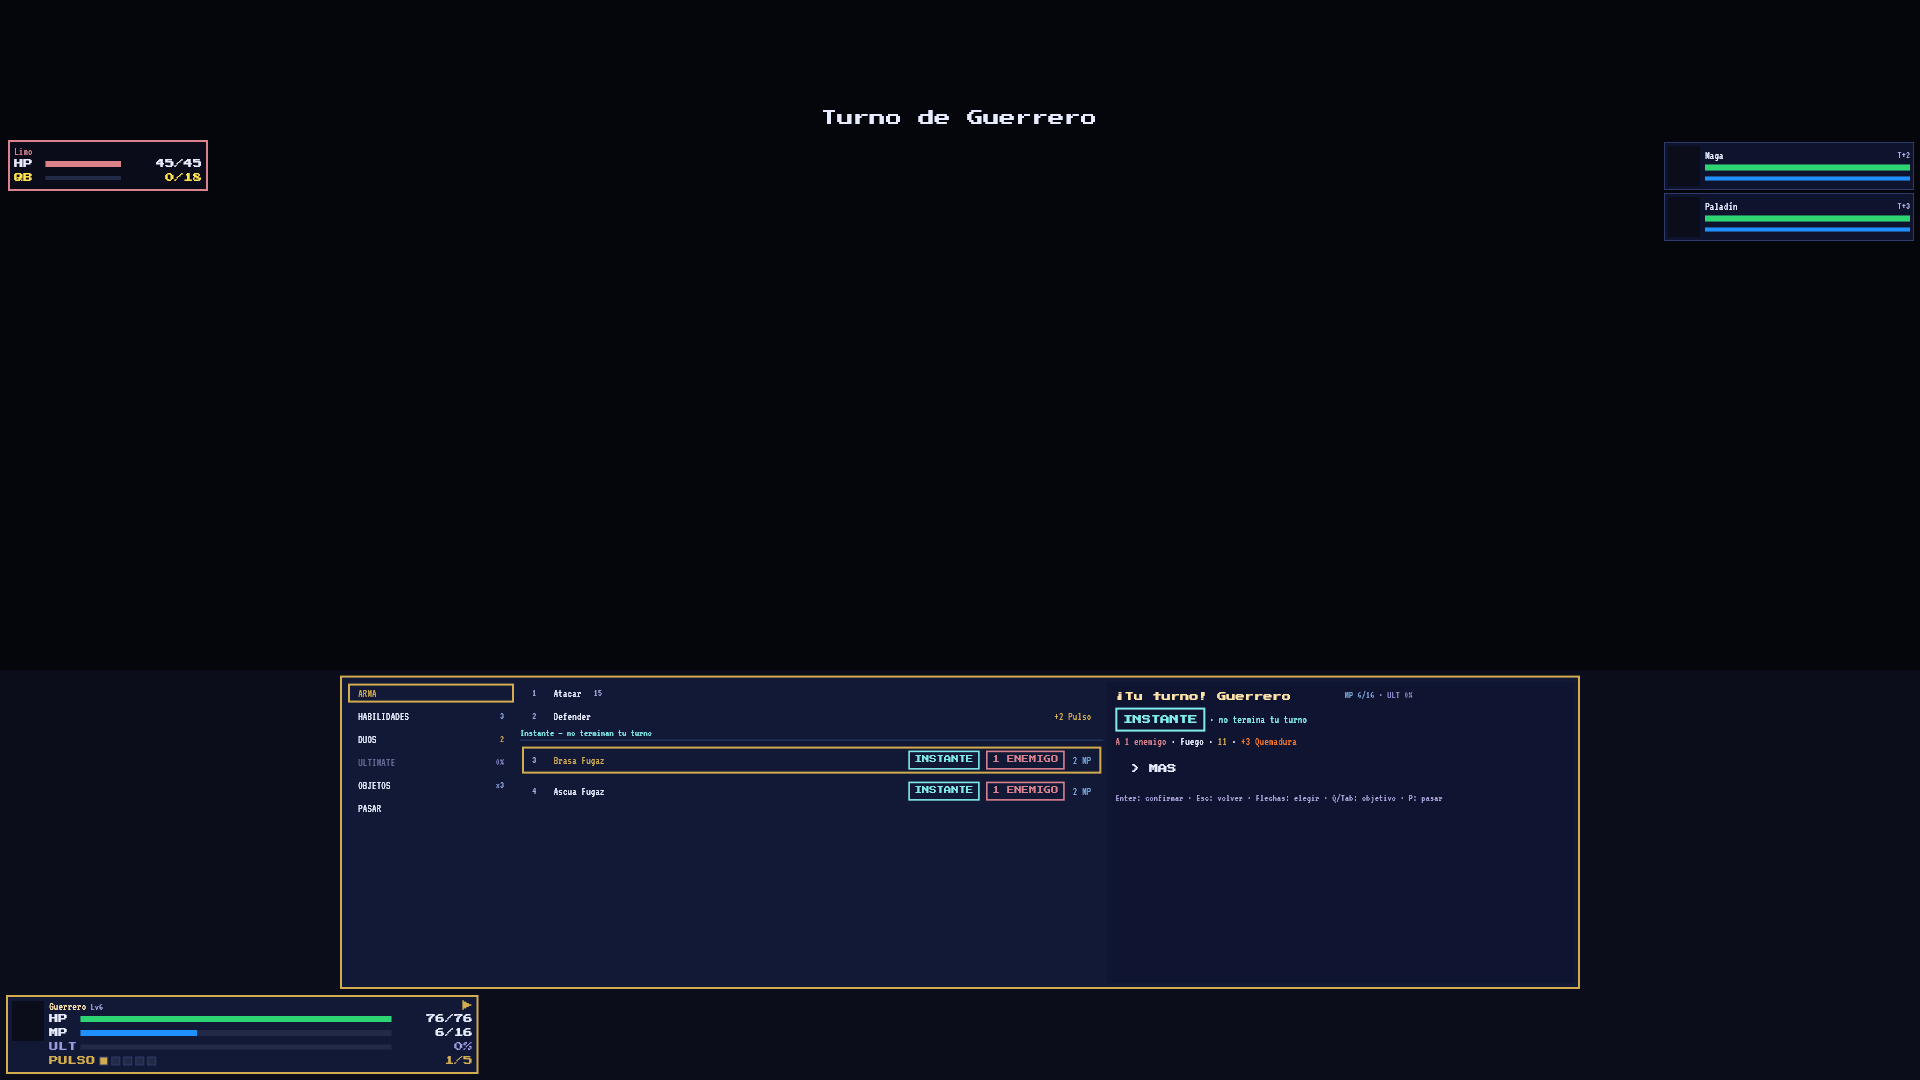 Turno de Guerrero
Limo
HP 45/45
QB 0/18
Naga T+2
Paladín T+3
ARMA
HABILIDADES 3
DUOS 2
ULTIMATE 0%
OBJETOS x3
PASAR
1 Atacar 15
2 Defender +2 Pulso
Instante — no terminan tu turno
3 Brasa Fugaz INSTANTE 1 ENEMIGO 2 MP
4 Ascua Fugaz INSTANTE 1 ENEMIGO 2 MP
¡Tu turno! Guerrero MP 6/16 · ULT 0%
INSTANTE · no termina tu turno
A 1 enemigo · Fuego · 11 · +3 Quemadura
> MAS
Enter: confirmar · Esc: volver · Flechas: elegir · Q/Tab: objetivo · P: pasar
Guerrero Lv6
HP 76/76
MP 6/16
ULT 0%
PULSO 1/5